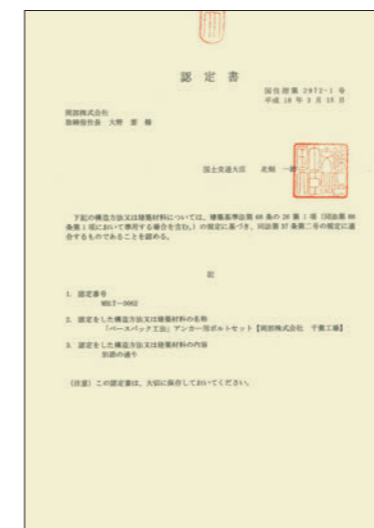 認定書
国住指第 2972-1 号
平成 18 年 3 月 15 日
岡部株式会社
取締役社長 大野 様
国土交通大臣 北側 一雄
下記の構造方法又は建築材料については、建築基準法第 68 条の 26 第 1 項（同法第 88
条第 1 項において準用する場合を含む。）の規定に基づき、同法第 37 条第二号の規定に適
合するものであることを認める。
記
1. 認定番号
MBLT-0062
2. 認定をした構造方法又は建築材料の名称
「ベースパック工法」アンカー用ボルトセット【岡部株式会社 千葉工場】
3. 認定をした構造方法又は建築材料の内容
別添の通り
（注意）この認定書は、大切に保存しておいてください。